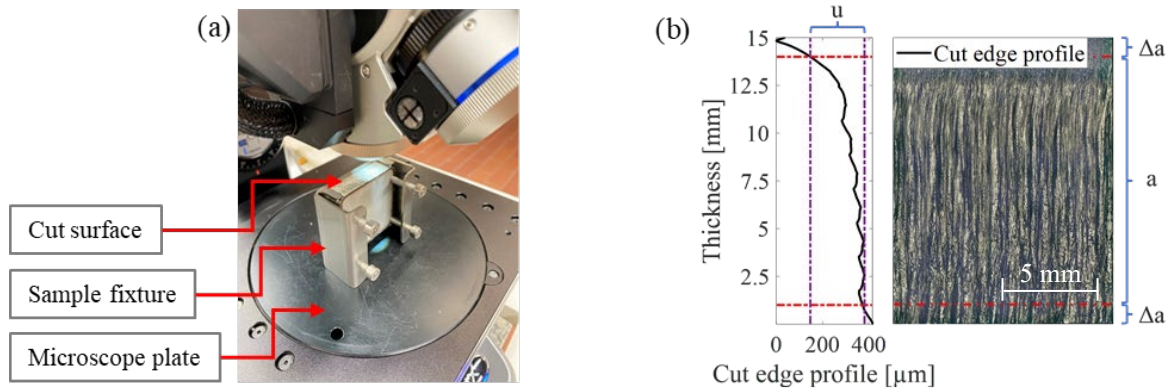 (a)
Cut surface
Sample fixture
Microscope plate
(b)
u
15
12.5
10
7.5
5
2.5
Thickness [mm]
0
200
400
Cut edge profile [µm]
Cut edge profile
5 mm
Δa
a
Δa